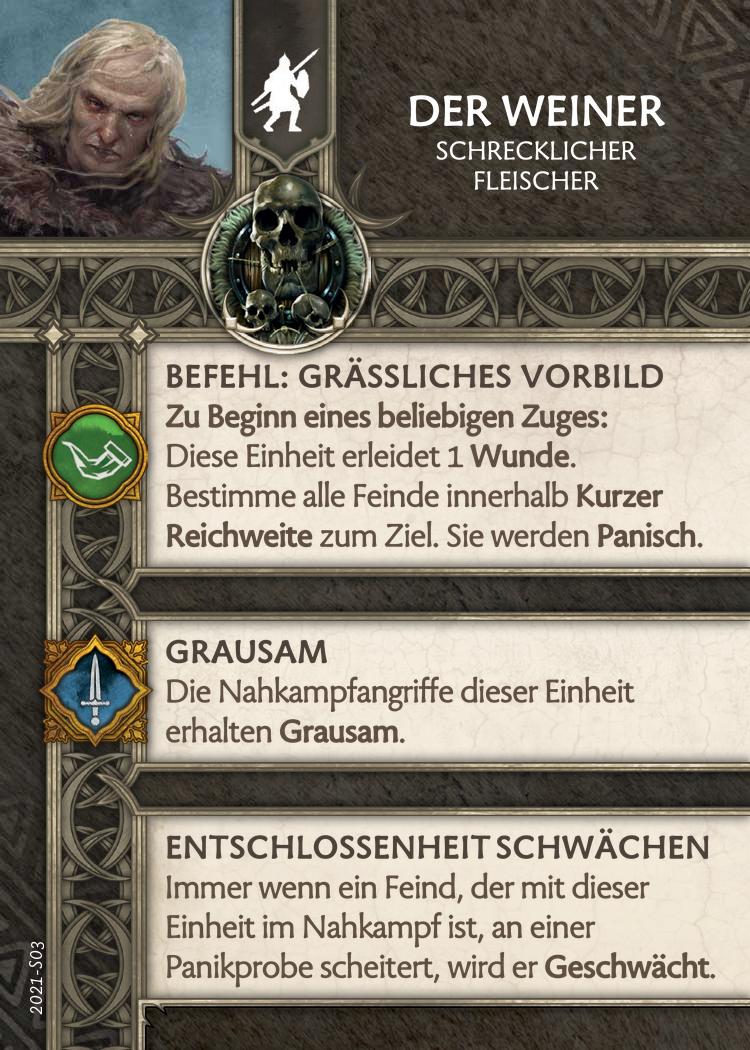 DER WEINER
SCHRECKLICHER
FLEISCHER
BEFEHL: GRÄSSLICHES VORBILD
Zu Beginn eines beliebigen Zuges:
Diese Einheit erleidet 1 Wunde.
Bestimme alle Feinde innerhalb Kurzer
Reichweite zum Ziel. Sie werden Panisch.
GRAUSAM
Die Nahkampfangriffe dieser Einheit
erhalten Grausam.
ENTSCHLOSSENHEIT SCHWÄCHEN
Immer wenn ein Feind, der mit dieser
Einheit im Nahkampf ist, an einer
Panikprobe scheitert, wird er Geschwächt.
2021-S03